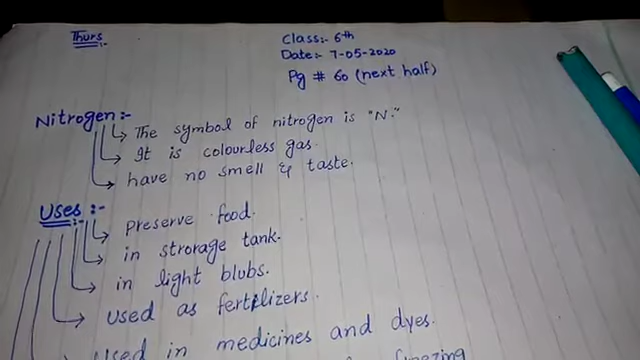 Thurs:-
Class:- 6th
Date:- 7-05-2020
Pg # 60 (next half)
Nitrogen:-
The symbol of nitrogen is "N."
It is colourless gas.
have no smell & taste.
Uses:-
preserve food.
in strorage tank.
in light blubs.
used as fertilizers.
used in medicines and dyes.
freezing